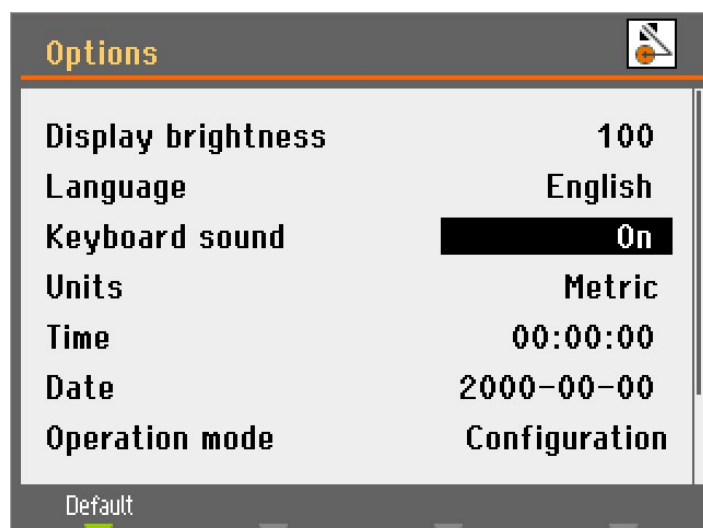 Options
Display brightness 100
Language English
Keyboard sound On
Units Metric
Time 00:00:00
Date 2000-00-00
Operation mode Configuration
Default